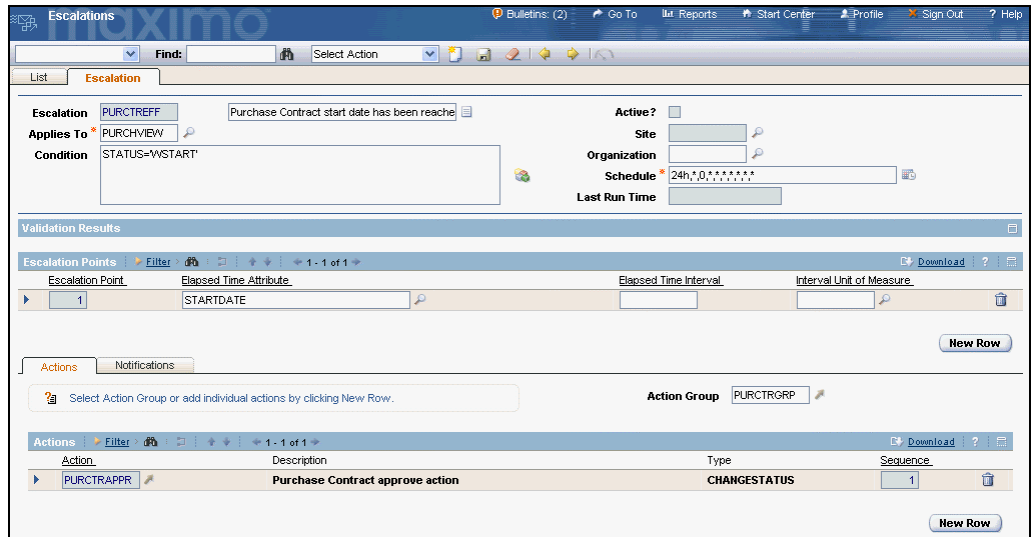 Escalations
maximo
Bulletins: (2) Go To Reports Start Center Profile Sign Out ? Help
Find: Select Action
List Escalation
Escalation PURCTREFF Purchase Contract start date has been reache Active?
Applies To * PURCHVIEW Site
Condition STATUS='WSTART' Organization
Schedule * 24h,*,0,*,*,*,*,*,*,*
Last Run Time
Validation Results
Escalation Points Filter 1 - 1 of 1 Download ?
Escalation Point Elapsed Time Attribute Elapsed Time Interval Interval Unit of Measure
1 STARTDATE
New Row
Actions Notifications
Select Action Group or add individual actions by clicking New Row. Action Group PURCTRGRP
Actions Filter 1 - 1 of 1 Download ?
Action Description Type Sequence
PURCTRAPPR Purchase Contract approve action CHANGESTATUS 1
New Row